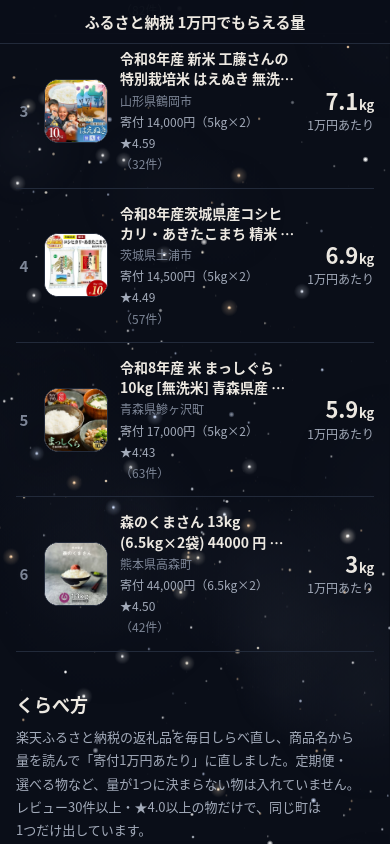 ふるさと納税 1万円でもらえる量
令和8年産 新米 工藤さんの
特別栽培米 はえぬき 無洗…
3
山形県鶴岡市
7.1kg
寄付 14,000円（5kg×2）
1万円あたり
★4.59
（32件）
令和8年産茨城県産コシヒ
カリ・あきたこまち 精米 …
4
茨城県土浦市
6.9kg
寄付 14,500円（5kg×2）
1万円あたり
★4.49
（57件）
令和8年産 米 まっしぐら
10kg [無洗米] 青森県産 …
5
まっしぐら
青森県鰺ヶ沢町
5.9kg
寄付 17,000円（5kg×2）
1万円あたり
★4.43
（63件）
森のくまさん 13kg
(6.5kg×2袋) 44000 円 …
6
熊本県高森町
3kg
寄付 44,000円（6.5kg×2）
1万円あたり
★4.50
（42件）
くらべ方
楽天ふるさと納税の返礼品を毎日しらべ直し、商品名から
量を読んで「寄付1万円あたり」に直しました。定期便・
選べる物など、量が1つに決まらない物は入れていません。
レビュー30件以上・★4.0以上の物だけで、同じ町は
1つだけ出しています。